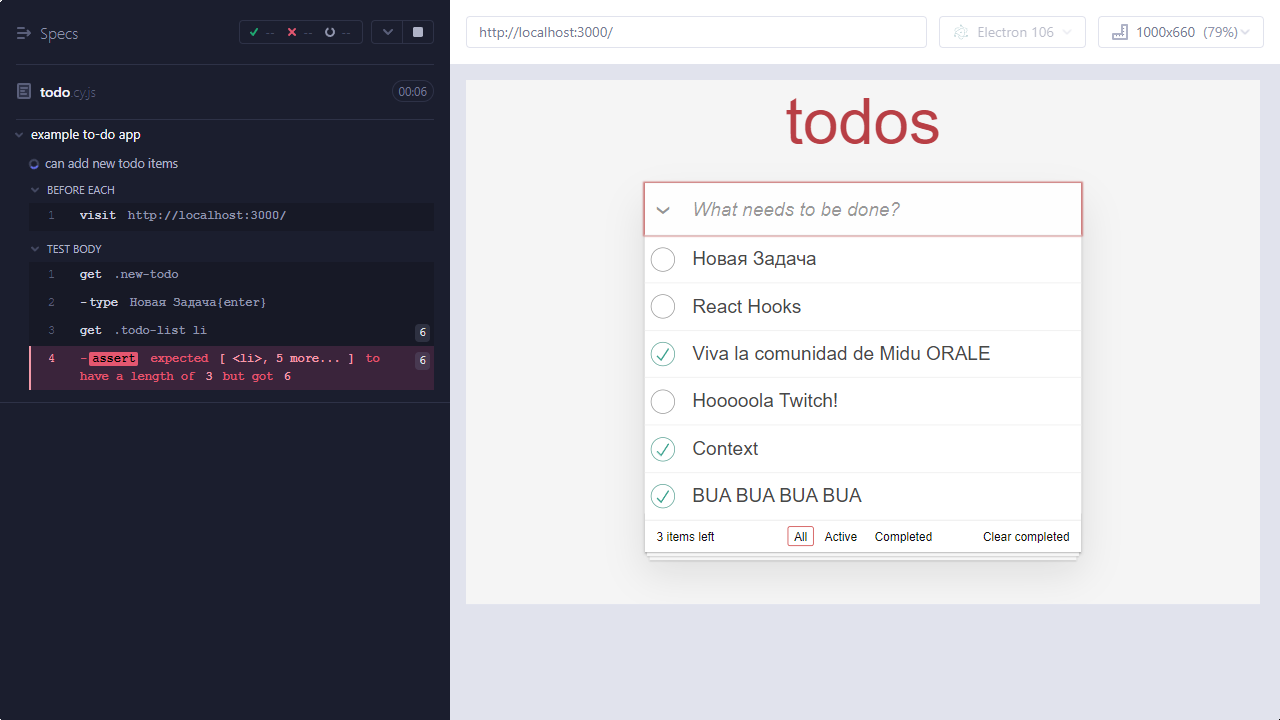 Specs
-- -- --
http://localhost:3000/
Electron 106
1000x660 (79%)
todo.cy.js
00:06
example to-do app
can add new todo items
BEFORE EACH
1 visit http://localhost:3000/
TEST BODY
1 get .new-todo
2 -type Новая Задача{enter}
3 get .todo-list li 6
4 -assert expected [ <li>, 5 more... ] to 6
have a length of 3 but got 6
todos
What needs to be done?
Новая Задача
React Hooks
Viva la comunidad de Midu ORALE
Hooooola Twitch!
Context
BUA BUA BUA BUA
3 items left All Active Completed Clear completed